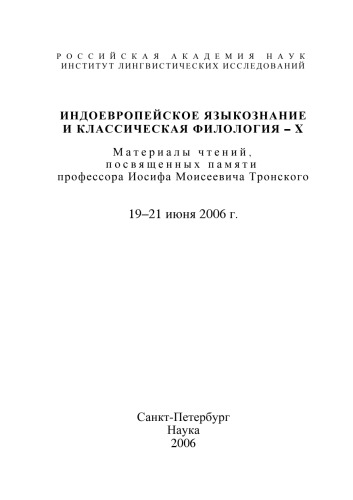 РОССИЙСКАЯ АКАДЕМИЯ НАУК
ИНСТИТУТ ЛИНГВИСТИЧЕСКИХ ИССЛЕДОВАНИЙ
ИНДОЕВРОПЕЙСКОЕ ЯЗЫКОЗНАНИЕ
И КЛАССИЧЕСКАЯ ФИЛОЛОГИЯ – X
Материалы чтений,
посвященных памяти
профессора Иосифа Моисеевича Тронского
19–21 июня 2006 г.
Санкт-Петербург
Наука
2006